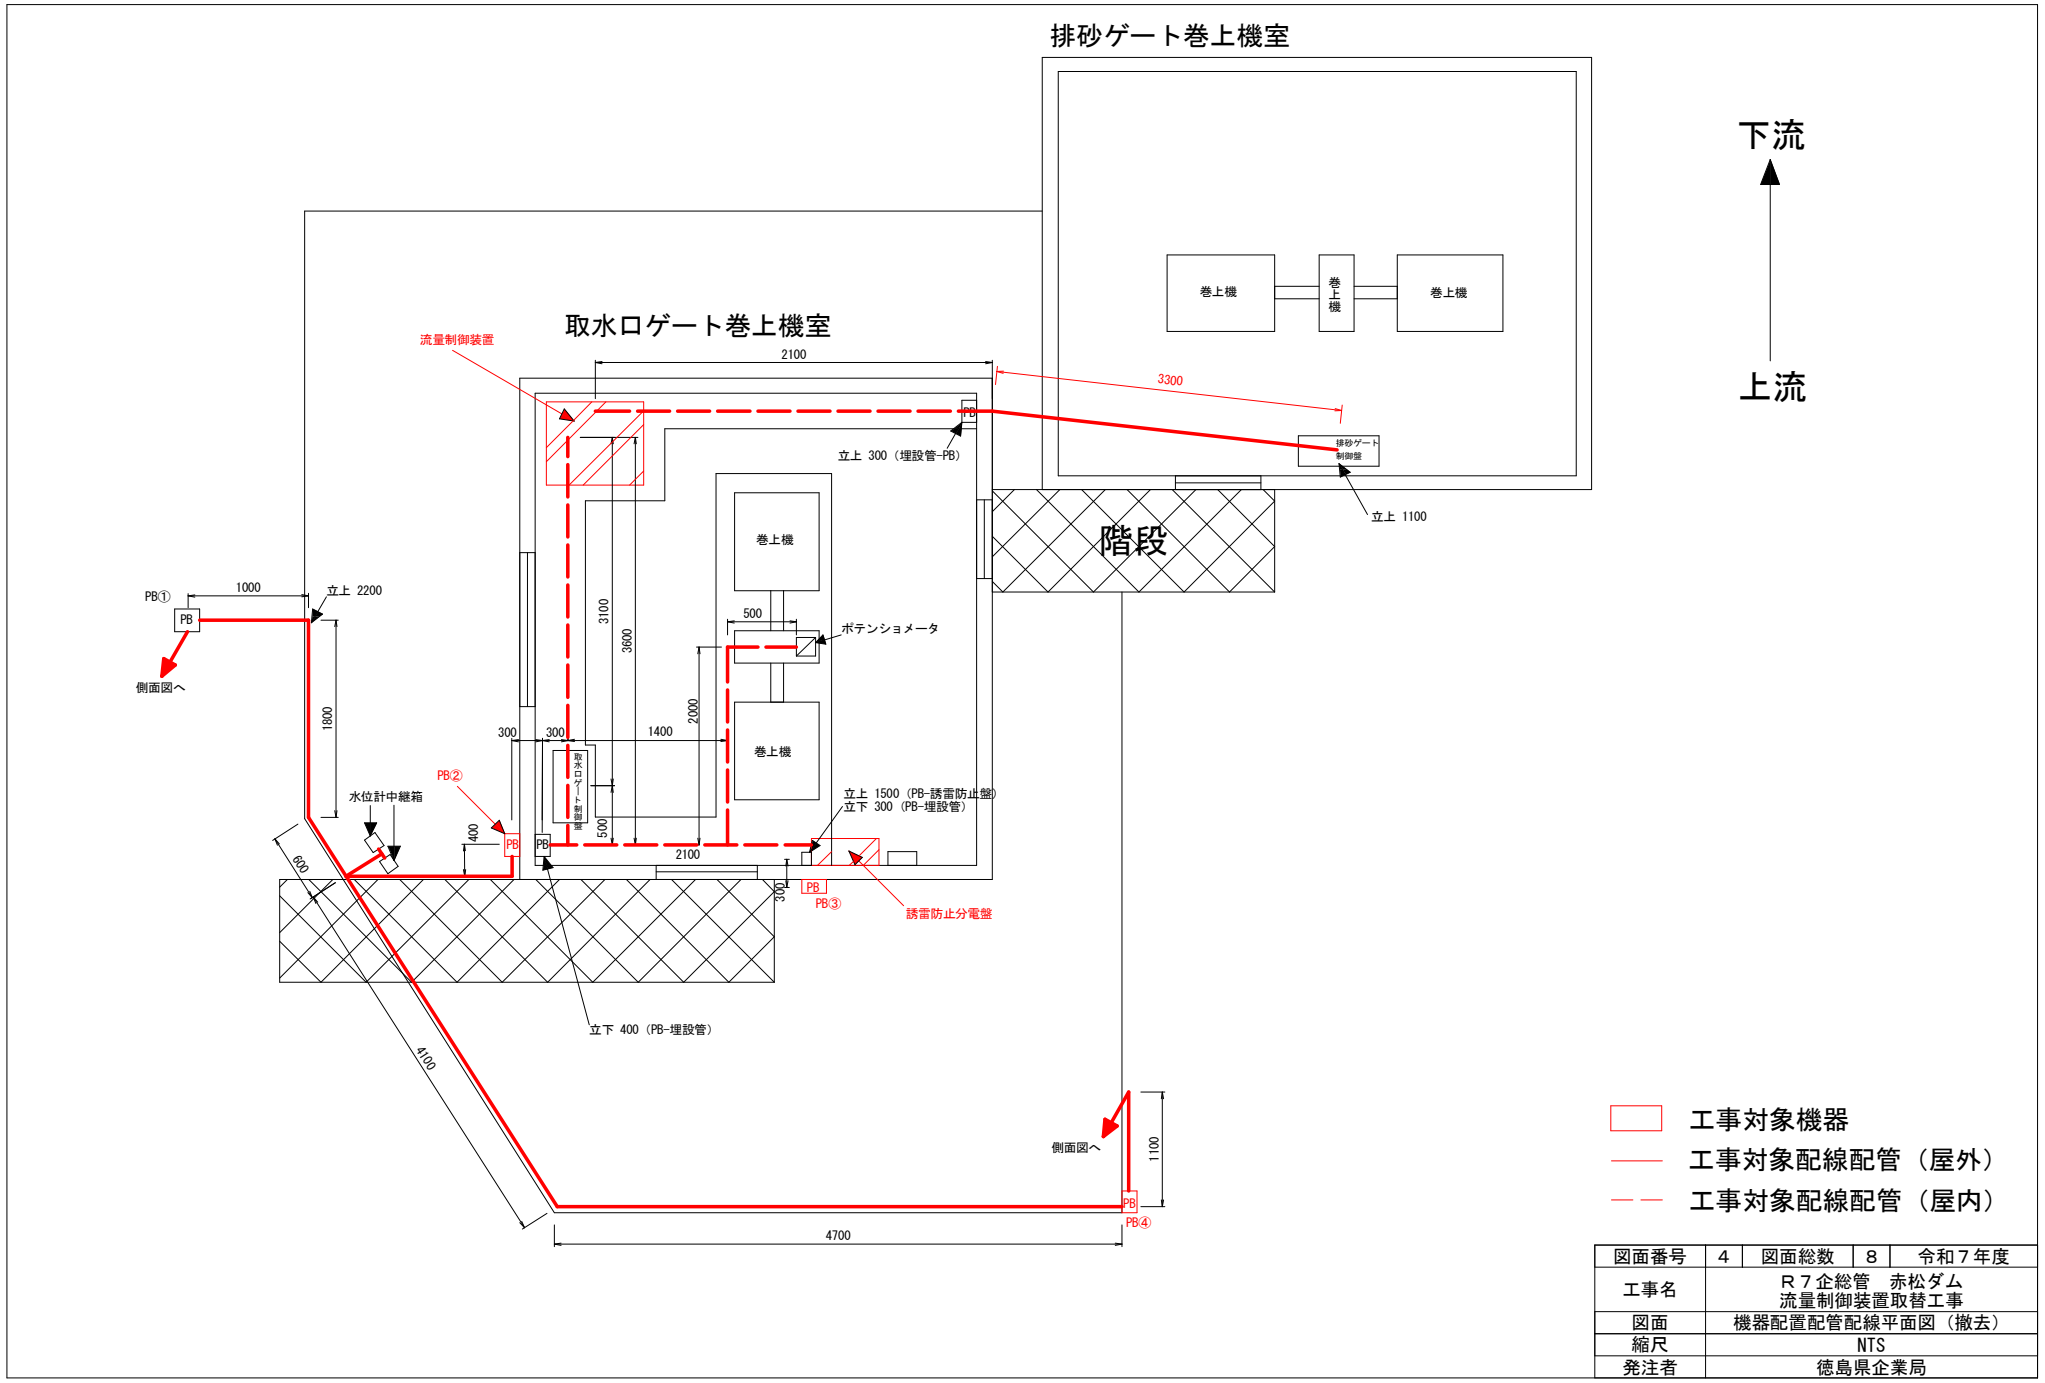 排砂ゲート巻上機室
下流
上流
巻上機
巻上機
巻上機
取水口ゲート巻上機室
流量制御装置
2100
3300
PB
立上 300（埋設管-PB）
排砂ゲート
制御盤
立上 1100
階段
巻上機
3100
3600
500
ポテンショメータ
2000
巻上機
PB①
1000
立上 2200
PB
側面図へ
1800
300
300
1400
取水口ゲート制御盤
PB②
水位計中継箱
立上 1500（PB-誘雷防止盤）
立下 300（PB-埋設管）
400
500
PB
PB
2100
300
PB
PB③
誘雷防止分電盤
600
立下 400（PB-埋設管）
4100
側面図へ
1100
PB
PB④
4700
工事対象機器
工事対象配線配管（屋外）
工事対象配線配管（屋内）
図面番号 4 図面総数 8 令和７年度
工事名 Ｒ７企総管　赤松ダム
流量制御装置取替工事
図面 機器配置配管配線平面図（撤去）
縮尺 NTS
発注者 徳島県企業局